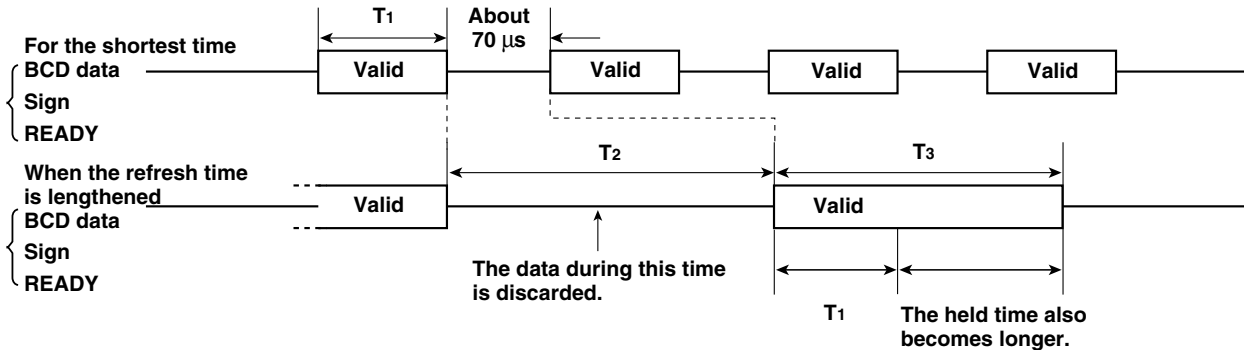 T1
About
70 μs
For the shortest time
BCD data
Sign
READY
Valid
Valid
Valid
Valid
T2
T3
When the refresh time
is lengthened
BCD data
Sign
READY
Valid
Valid
The data during this time
is discarded.
T1
The held time also
becomes longer.